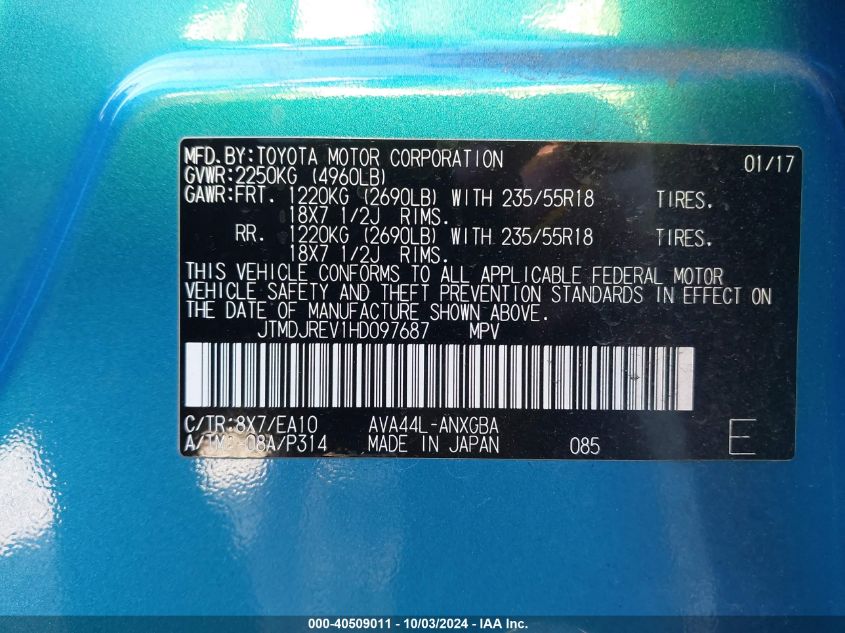 MFD.BY:TOYOTA MOTOR CORPORATION 01/17
GVWR:2250KG (4960LB)
GAWR:FRT. 1220KG (2690LB) WITH 235/55R18 TIRES.
18X7 1/2J RIMS.
RR. 1220KG (2690LB) WITH 235/55R18 TIRES.
18X7 1/2J RIMS.
THIS VEHICLE CONFORMS TO ALL APPLICABLE FEDERAL MOTOR
VEHICLE SAFETY AND THEFT PREVENTION STANDARDS IN EFFECT ON
THE DATE OF MANUFACTURE SHOWN ABOVE.
JTMDJREV1HD097687 MPV
C/TR:8X7/EA10 AVA44L-ANXGBA
A/TM: -08A/P314 MADE IN JAPAN 085 E
000-40509011 - 10/03/2024 - IAA Inc.